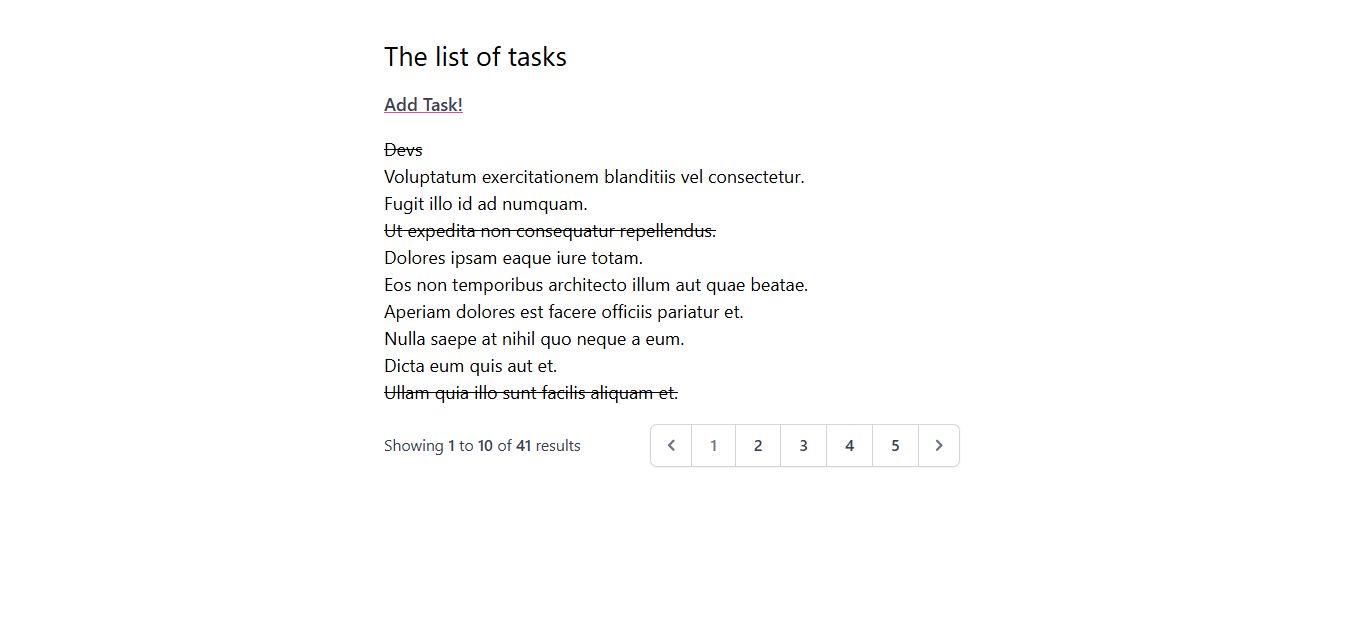 The list of tasks
Add Task!
Devs
Voluptatum exercitationem blanditiis vel consectetur.
Fugit illo id ad numquam.
Ut expedita non consequatur repellendus.
Dolores ipsam eaque iure totam.
Eos non temporibus architecto illum aut quae beatae.
Aperiam dolores est facere officiis pariatur et.
Nulla saepe at nihil quo neque a eum.
Dicta eum quis aut et.
Ullam quia illo sunt facilis aliquam et.
Showing 1 to 10 of 41 results 1 2 3 4 5